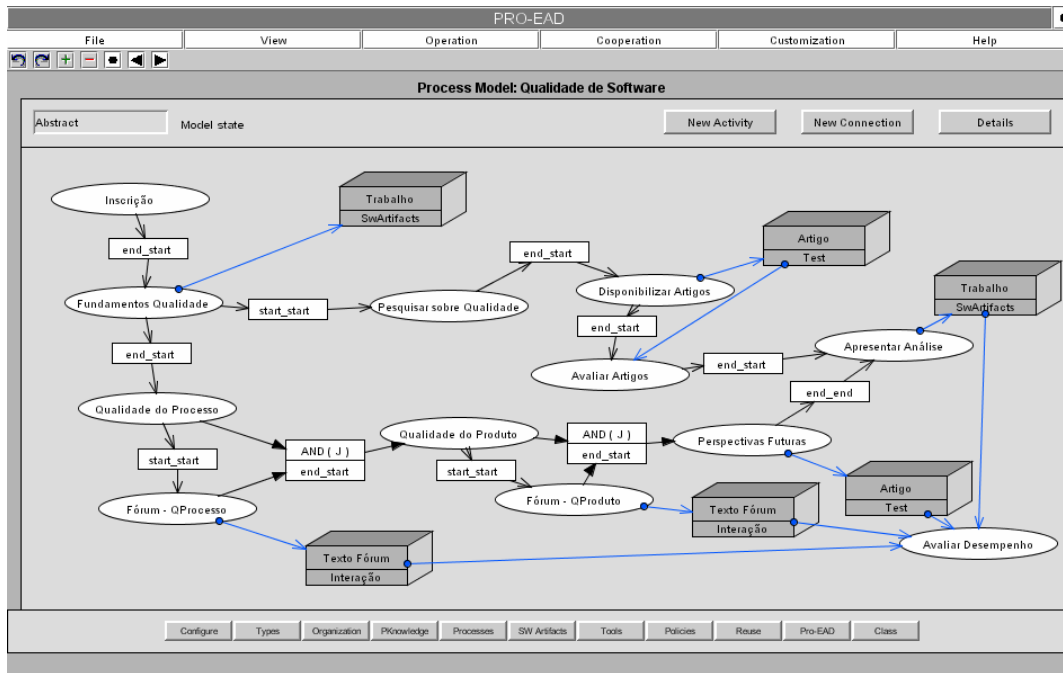 PRO-EAD
File View Operation Cooperation Customization Help
Process Model: Qualidade de Software
Abstract Model state New Activity New Connection Details
Inscrição
Trabalho
SwArtifacts
end_start
end_start
Artigo
Test
Trabalho
SwArtifacts
Fundamentos Qualidade
start_start
Pesquisar sobre Qualidade
Disponibilizar Artigos
end_start
end_start
Avaliar Artigos
end_start
Apresentar Análise
end_end
Qualidade do Processo
AND ( J )
end_start
Qualidade do Produto
AND ( J )
end_start
Perspectivas Futuras
start_start
start_start
Fórum - QProcesso
Fórum - QProduto
Artigo
Test
Texto Fórum
Interação
Avaliar Desempenho
Texto Fórum
Interação
Configure Types Organization PKnowledge Processes SW Artifacts Tools Policies Reuse Pro-EAD Class